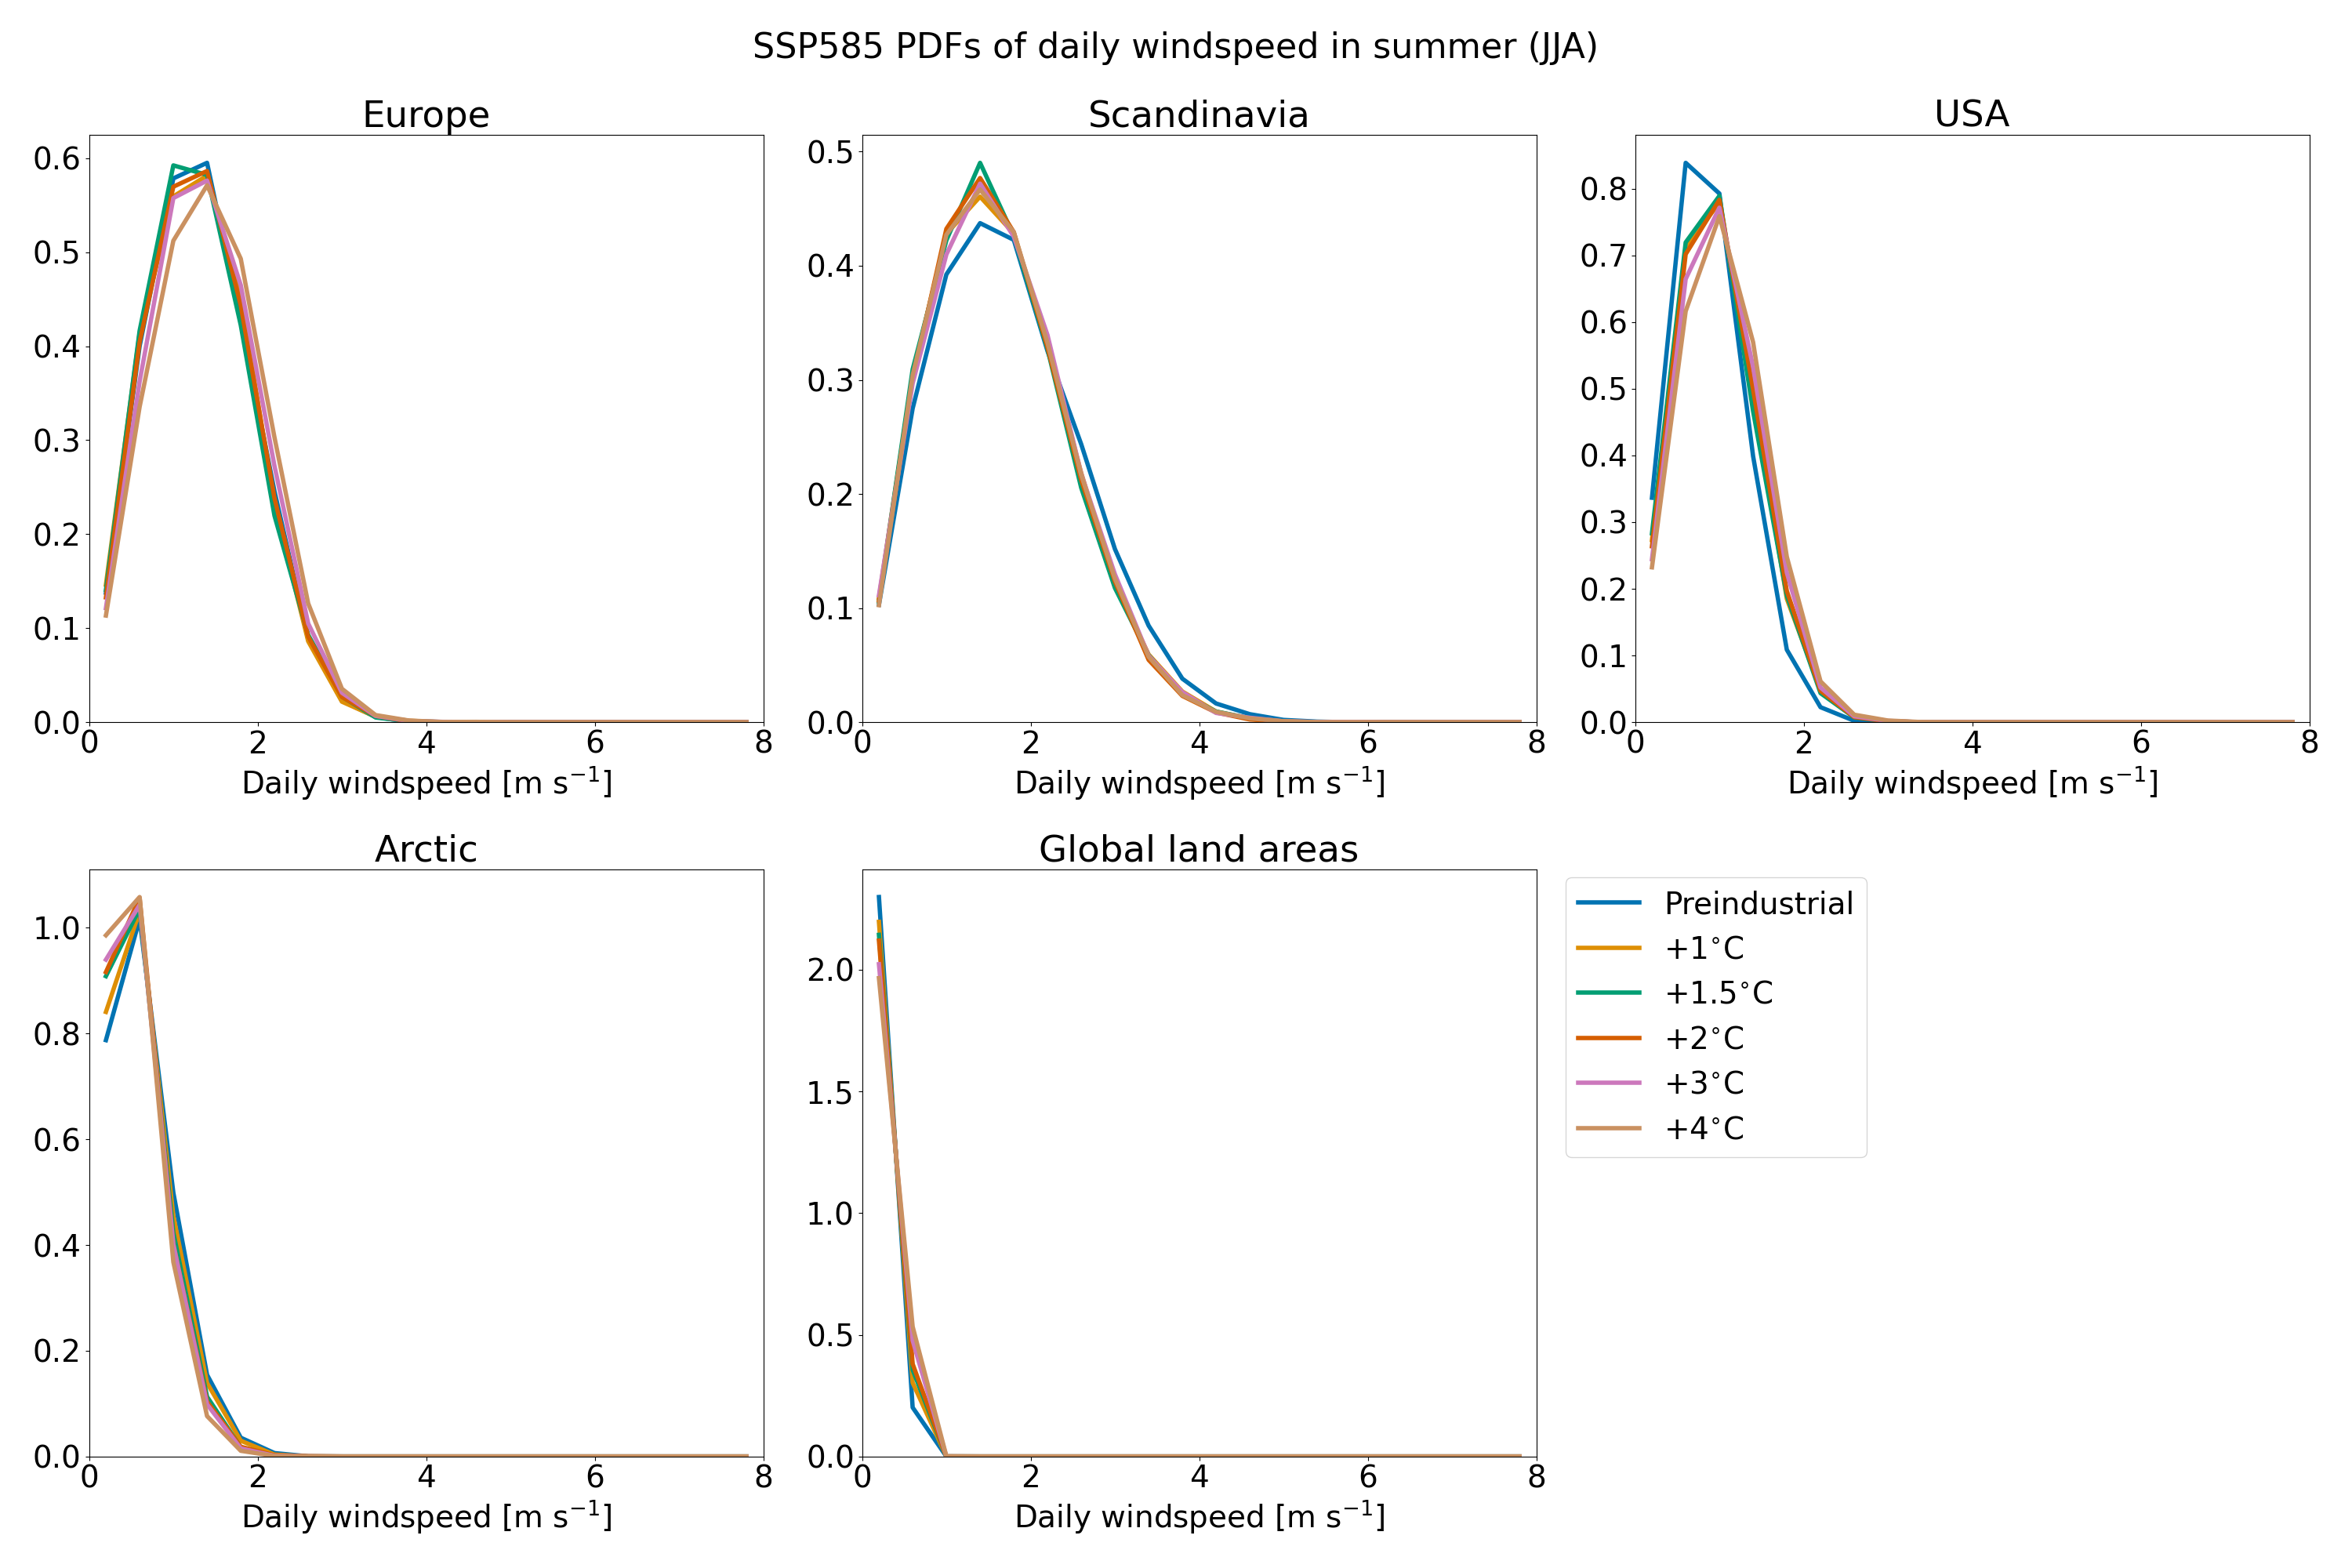 SSP585 PDFs of daily windspeed in summer (JJA)
Europe
0.6
0.5
0.4
0.3
0.2
0.1
0.0
0 2 4 6 8
Daily windspeed [m s⁻¹]
Scandinavia
0.5
0.4
0.3
0.2
0.1
0.0
0 2 4 6 8
Daily windspeed [m s⁻¹]
USA
0.8
0.7
0.6
0.5
0.4
0.3
0.2
0.1
0.0
0 2 4 6 8
Daily windspeed [m s⁻¹]
Arctic
1.0
0.8
0.6
0.4
0.2
0.0
0 2 4 6 8
Daily windspeed [m s⁻¹]
Global land areas
2.0
1.5
1.0
0.5
0.0
0 2 4 6 8
Daily windspeed [m s⁻¹]
Preindustrial
+1°C
+1.5°C
+2°C
+3°C
+4°C